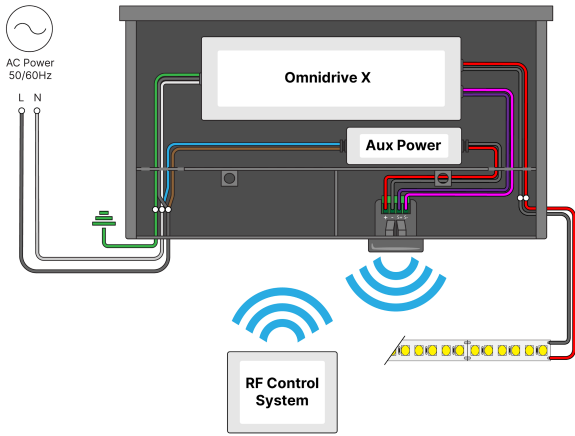 AC Power
50/60Hz
L N
Omnidrive X
Aux Power
RF Control
System